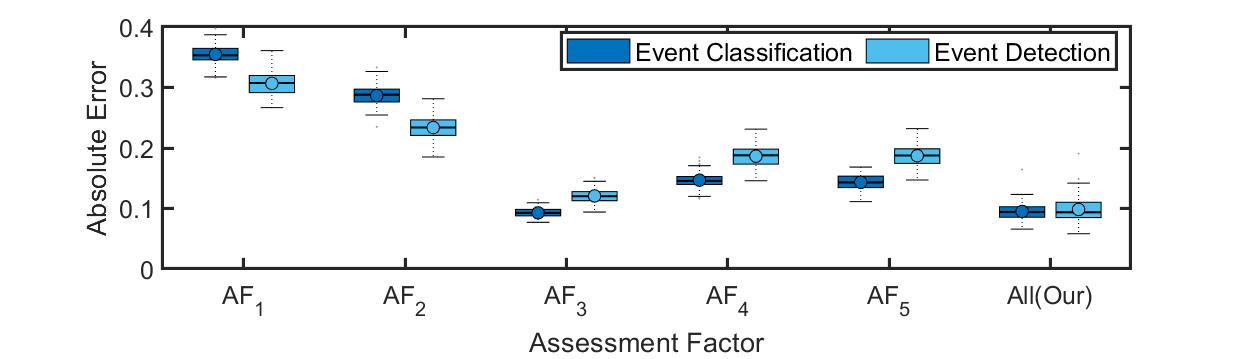 0.4
0.3
0.2
0.1
0
Absolute Error
Event Classification Event Detection
AF1 AF2 AF3 AF4 AF5 All(Our)
Assessment Factor